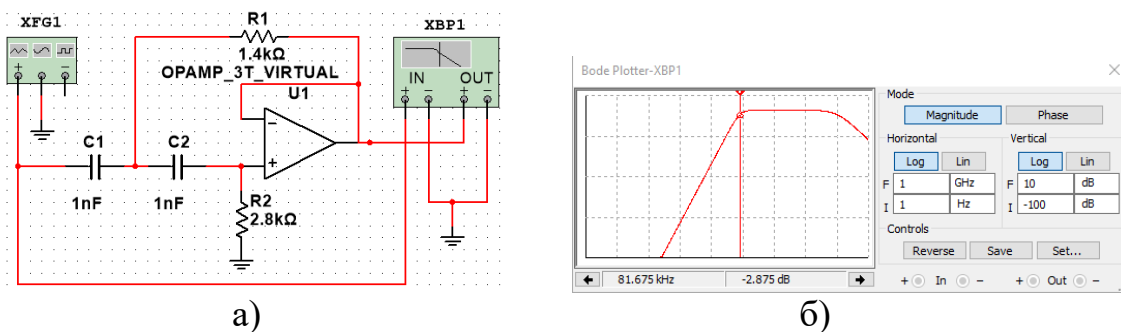 XFG1
R1
1.4kΩ
OPAMP_3T_VIRTUAL
U1
XBP1
IN OUT
C1
1nF
C2
1nF
R2
2.8kΩ
а)
Bode Plotter-XBP1
Mode
Magnitude Phase
Horizontal Vertical
Log Lin Log Lin
F 1 GHz F 10 dB
I 1 Hz I -100 dB
Controls
Reverse Save Set...
81.675 kHz -2.875 dB
+ In − + Out −
б)